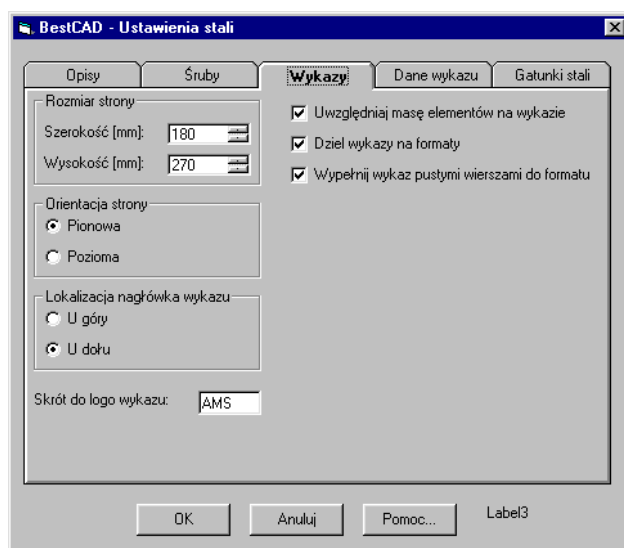 BestCAD - Ustawienia stali
Opisy
Śruby
Wykazy
Dane wykazu
Gatunki stali
Rozmiar strony
Szerokość [mm]: 180
Wysokość [mm]: 270
Orientacja strony
Pionowa
Pozioma
Lokalizacja nagłówka wykazu
U góry
U dołu
Skrót do logo wykazu: AMS
Uwzględniaj masę elementów na wykazie
Dziel wykazy na formaty
Wypełnij wykaz pustymi wierszami do formatu
OK
Anuluj
Pomoc...
Label3